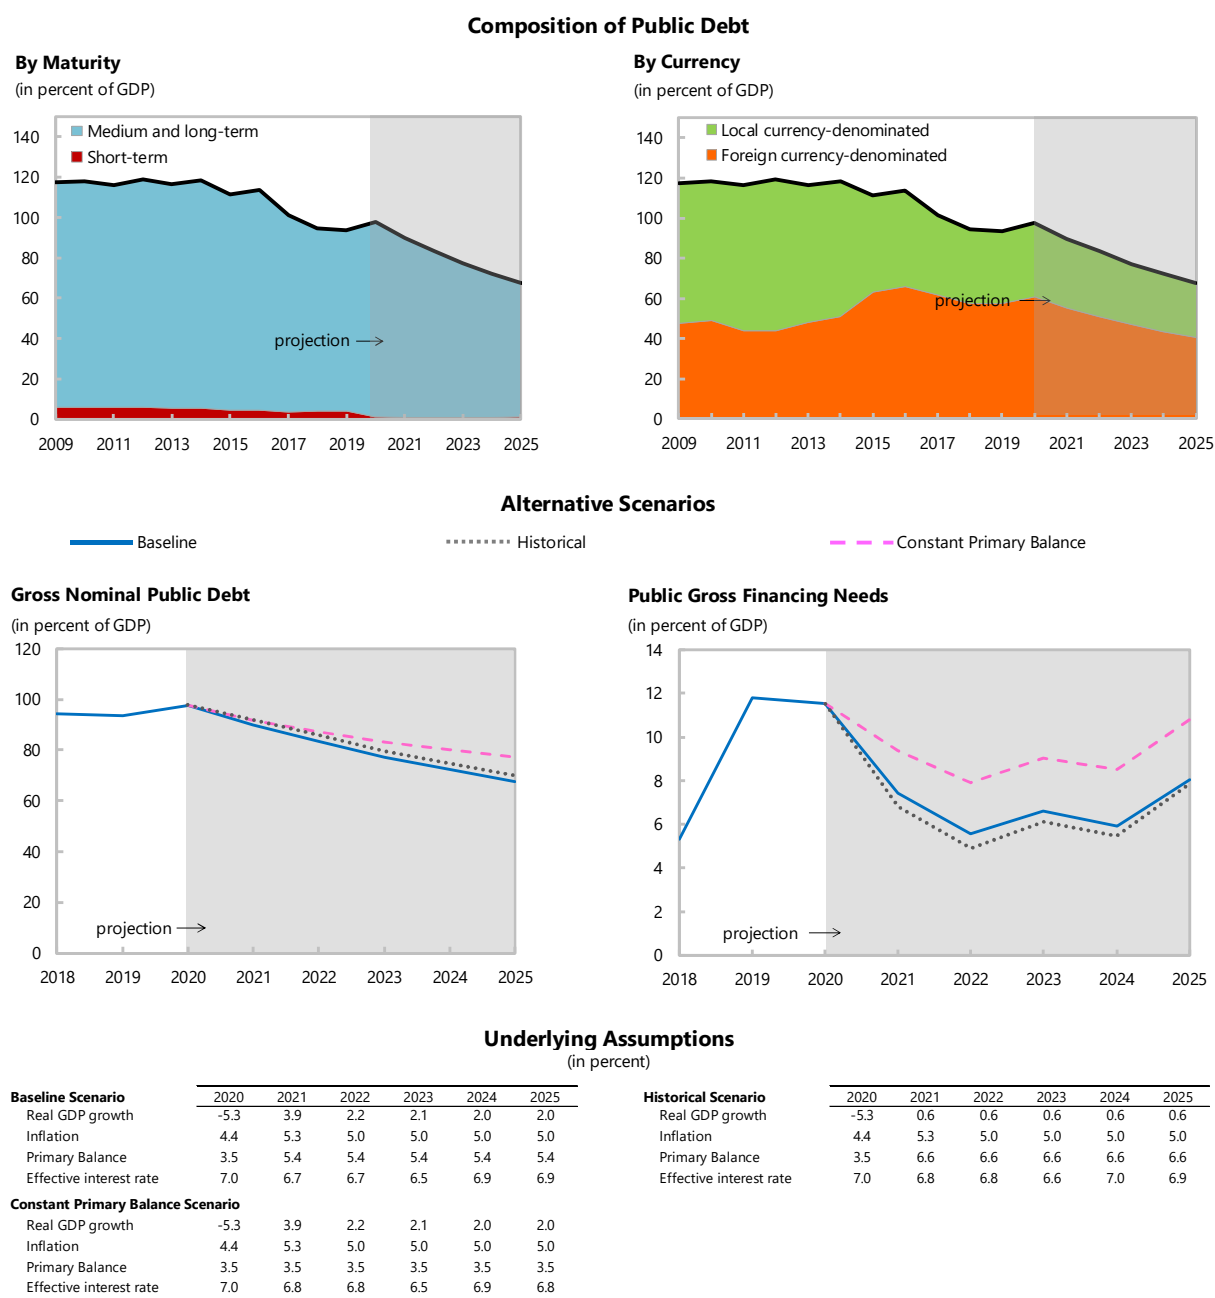 Composition of Public Debt
By Maturity
(in percent of GDP)
Medium and long-term
Short-term
140
120
100
80
60
40
20
0
projection
2009 2011 2013 2015 2017 2019 2021 2023 2025
By Currency
(in percent of GDP)
Local currency-denominated
Foreign currency-denominated
140
120
100
80
60
40
20
0
projection
2009 2011 2013 2015 2017 2019 2021 2023 2025
Alternative Scenarios
Baseline Historical Constant Primary Balance
Gross Nominal Public Debt
(in percent of GDP)
120
100
80
60
40
20
0
projection
2018 2019 2020 2021 2022 2023 2024 2025
Public Gross Financing Needs
(in percent of GDP)
14
12
10
8
6
4
2
0
projection
2018 2019 2020 2021 2022 2023 2024 2025
Underlying Assumptions
(in percent)
Baseline Scenario 2020 2021 2022 2023 2024 2025
Real GDP growth -5.3 3.9 2.2 2.1 2.0 2.0
Inflation 4.4 5.3 5.0 5.0 5.0 5.0
Primary Balance 3.5 5.4 5.4 5.4 5.4 5.4
Effective interest rate 7.0 6.7 6.7 6.5 6.9 6.9
Constant Primary Balance Scenario
Real GDP growth -5.3 3.9 2.2 2.1 2.0 2.0
Inflation 4.4 5.3 5.0 5.0 5.0 5.0
Primary Balance 3.5 3.5 3.5 3.5 3.5 3.5
Effective interest rate 7.0 6.8 6.8 6.5 6.9 6.8
Historical Scenario 2020 2021 2022 2023 2024 2025
Real GDP growth -5.3 0.6 0.6 0.6 0.6 0.6
Inflation 4.4 5.3 5.0 5.0 5.0 5.0
Primary Balance 3.5 6.6 6.6 6.6 6.6 6.6
Effective interest rate 7.0 6.8 6.8 6.6 7.0 6.9